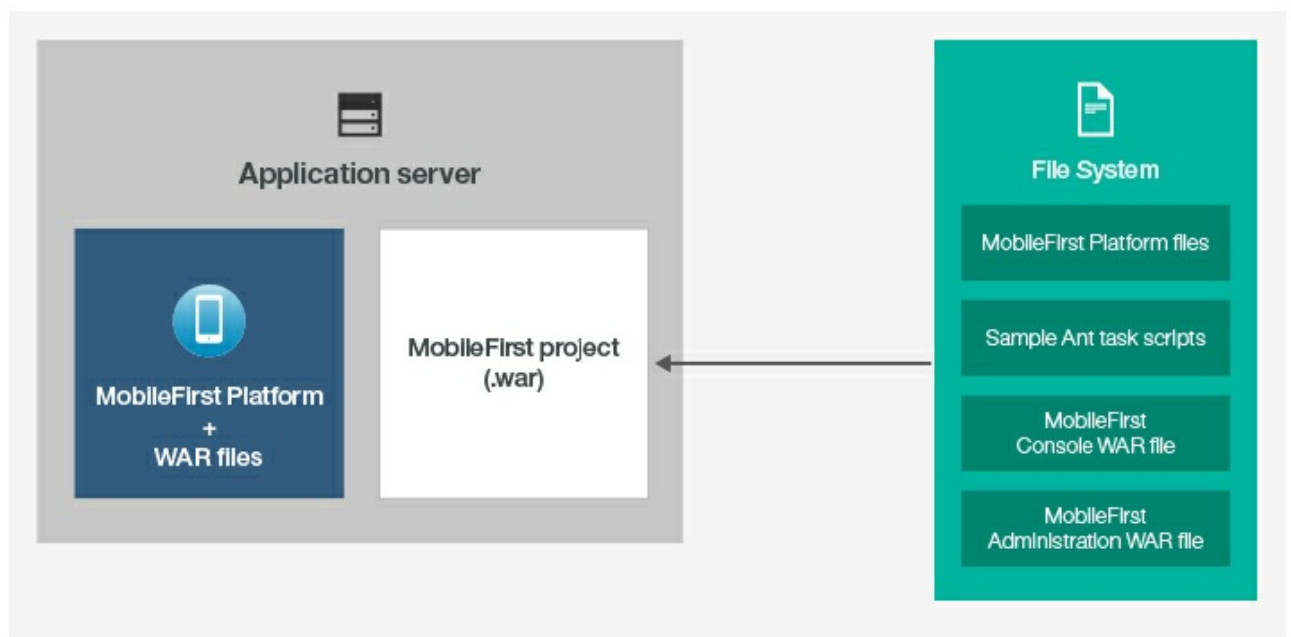 Application server
MobileFirst Platform
+
WAR files
MobileFirst project
(.war)
File System
MobileFirst Platform files
Sample Ant task scripts
MobileFirst
Console WAR file
MobileFirst
Administration WAR file